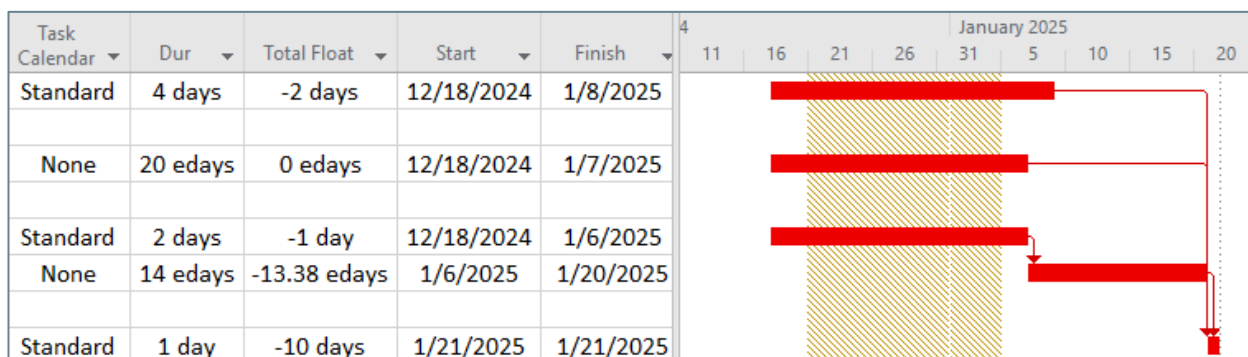 4 January 2025
Task Calendar Dur Total Float Start Finish 11 16 21 26 31 5 10 15 20
Standard 4 days -2 days 12/18/2024 1/8/2025
None 20 edays 0 edays 12/18/2024 1/7/2025
Standard 2 days -1 day 12/18/2024 1/6/2025
None 14 edays -13.38 edays 1/6/2025 1/20/2025
Standard 1 day -10 days 1/21/2025 1/21/2025